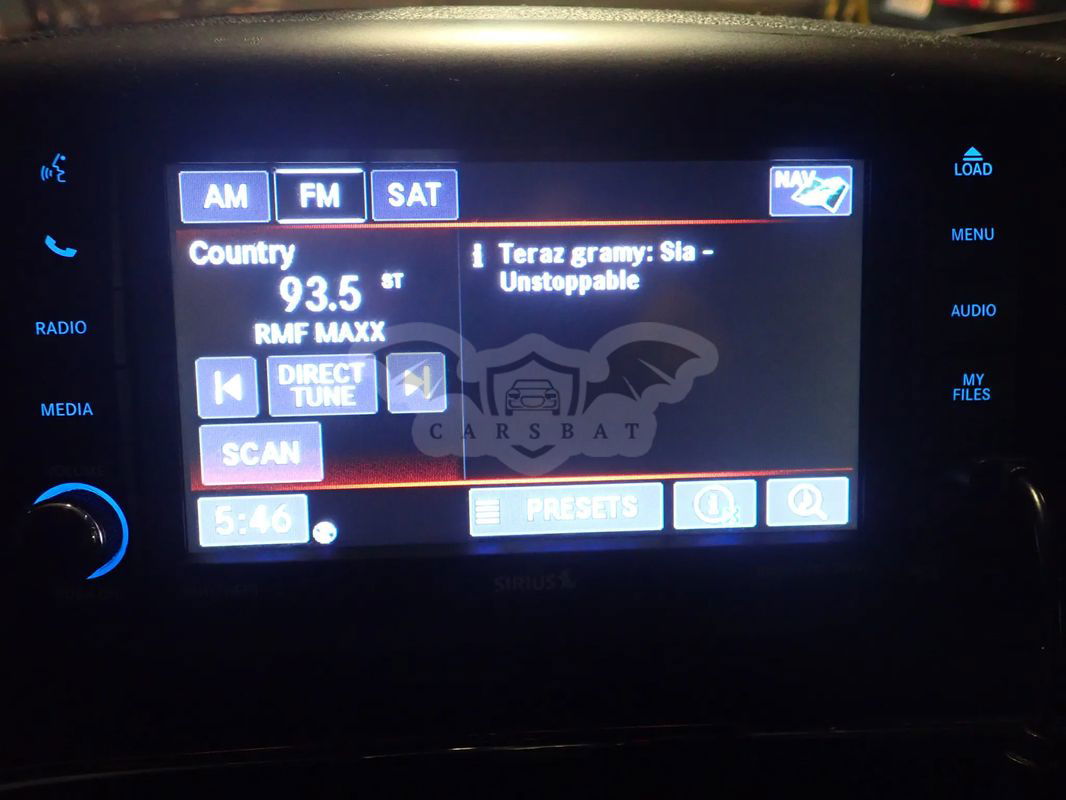 AM FM SAT NAV
LOAD
MENU
Country
Teraz gramy: Sia -
Unstoppable
93.5 ST
RMF MAXX
RADIO
AUDIO
DIRECT
TUNE
MY
FILES
MEDIA
CARSBAT
SCAN
VOLUME
5:46
PRESETS
SIRIUS